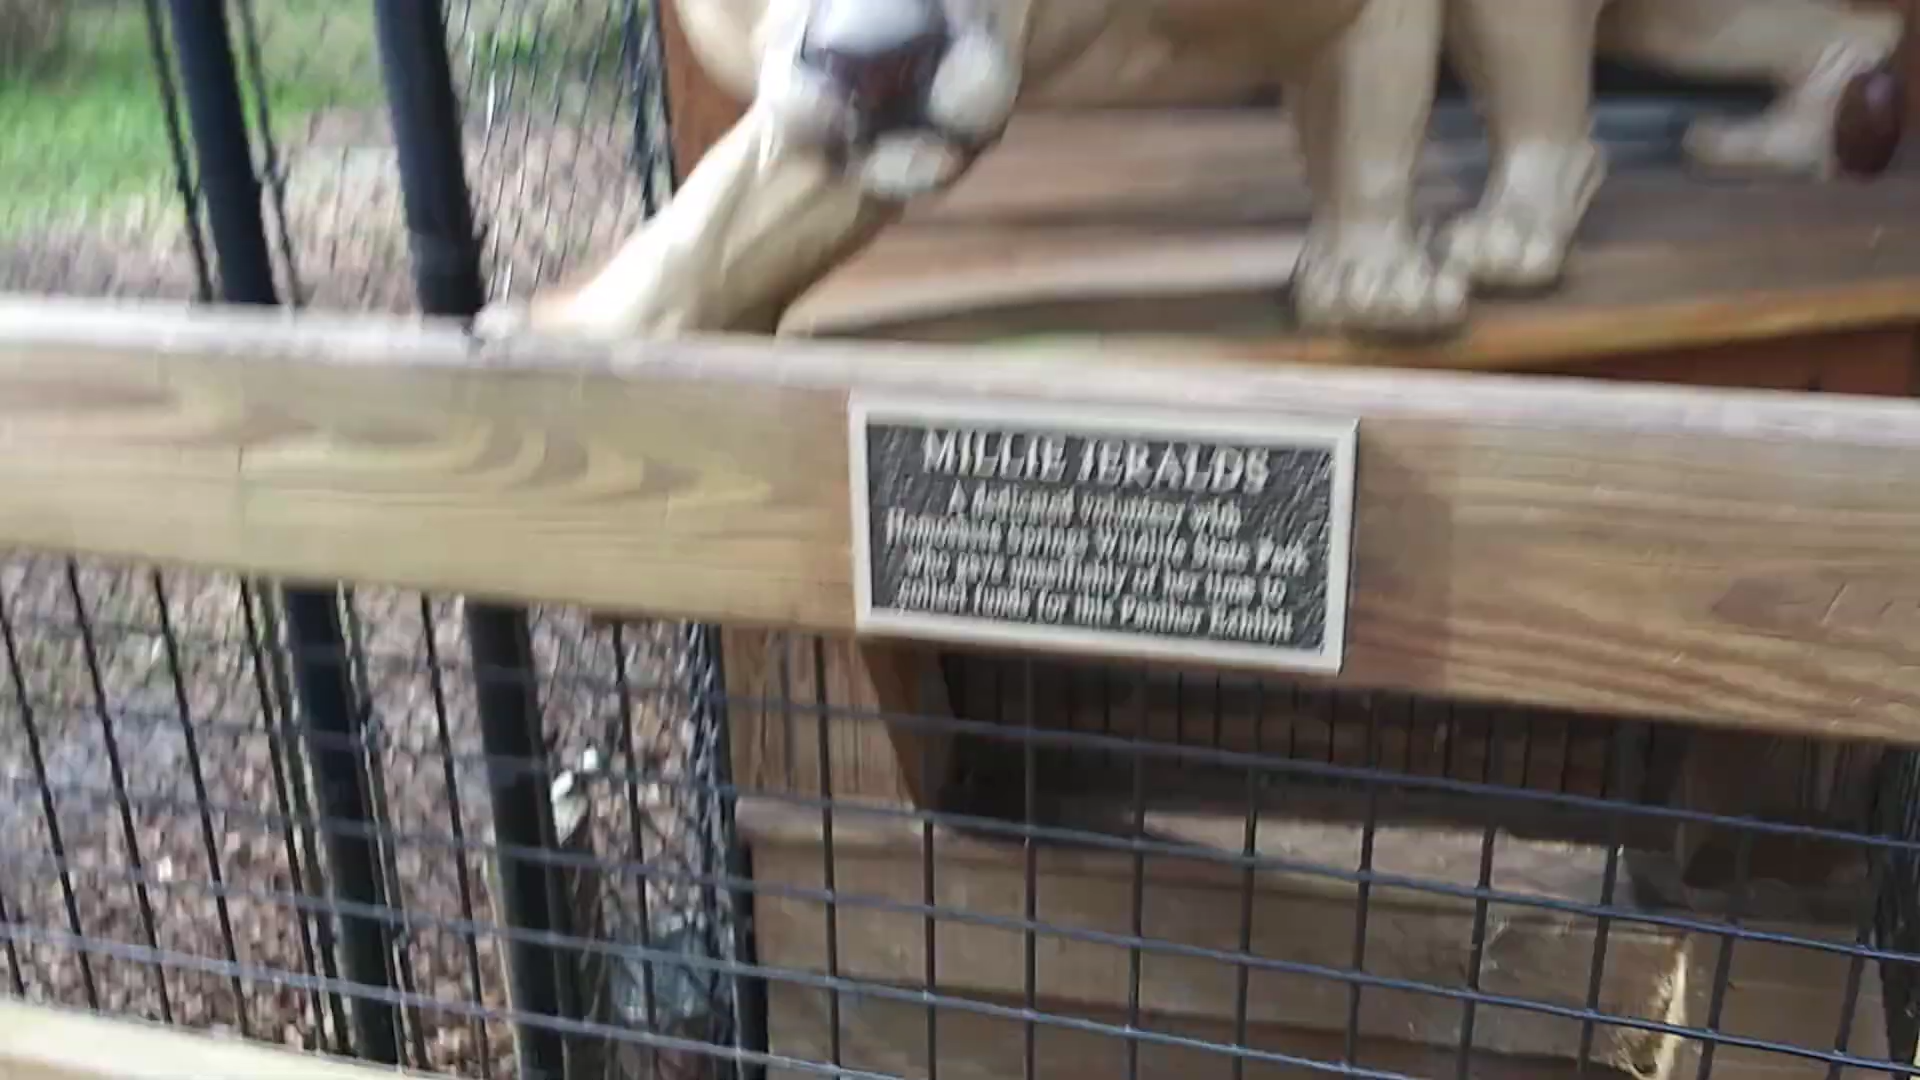 MILLIE JERALDS
A dedicated volunteer with
Homosassa Springs Wildlife State Park
who gave unselfishly of her time to
collect funds for this Panther Exhibit